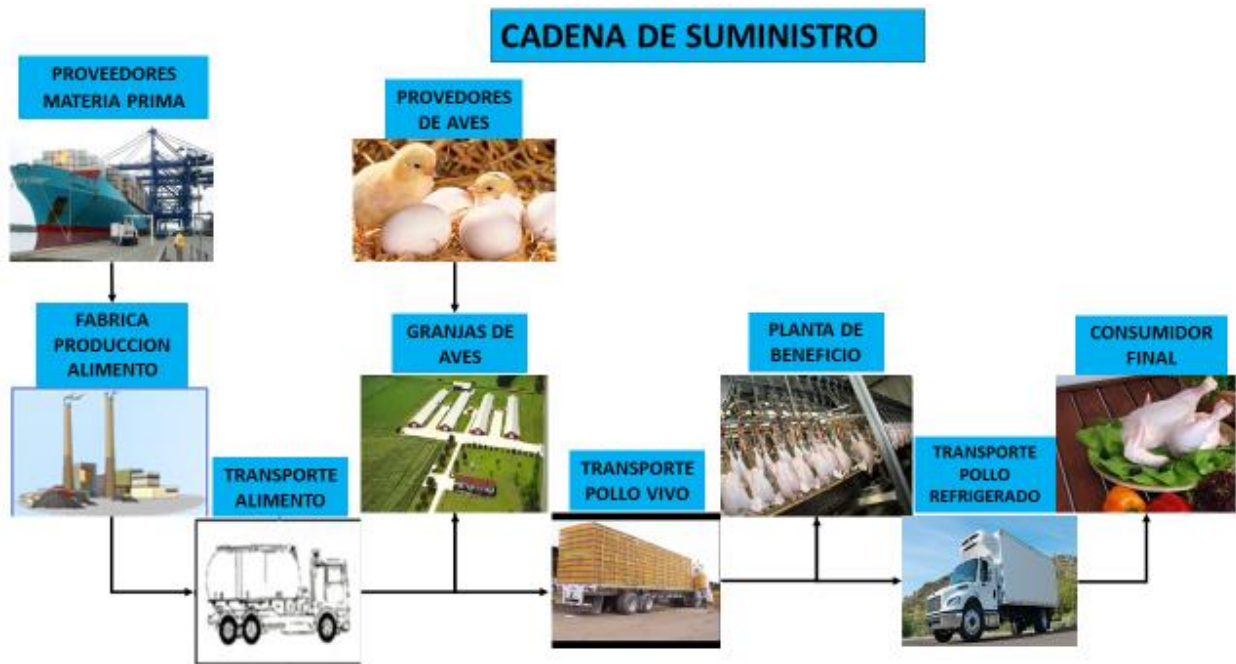 CADENA DE SUMINISTRO
PROVEEDORES
MATERIA PRIMA
PROVEDORES
DE AVES
FABRICA
PRODUCCION
ALIMENTO
GRANJAS DE
AVES
PLANTA DE
BENEFICIO
CONSUMIDOR
FINAL
TRANSPORTE
ALIMENTO
TRANSPORTE
POLLO VIVO
TRANSPORTE
POLLO
REFRIGERADO